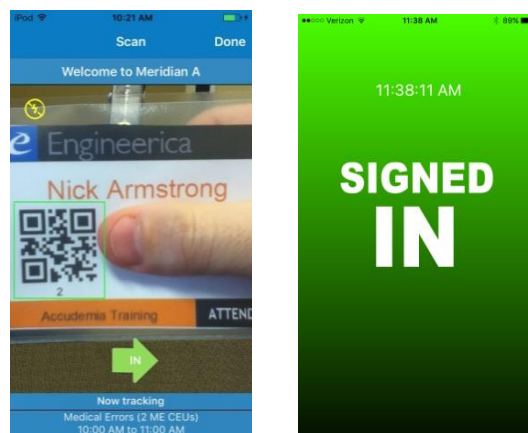 iPod 10:21 AM
Scan Done
Welcome to Meridian A
e Engineerica
Nick Armstrong
2
Accudemia Training ATTEND
IN
Now tracking
Medical Errors (2 ME CEUs)
10:00 AM to 11:00 AM
Verizon 11:38 AM 89%
11:38:11 AM
SIGNED
IN